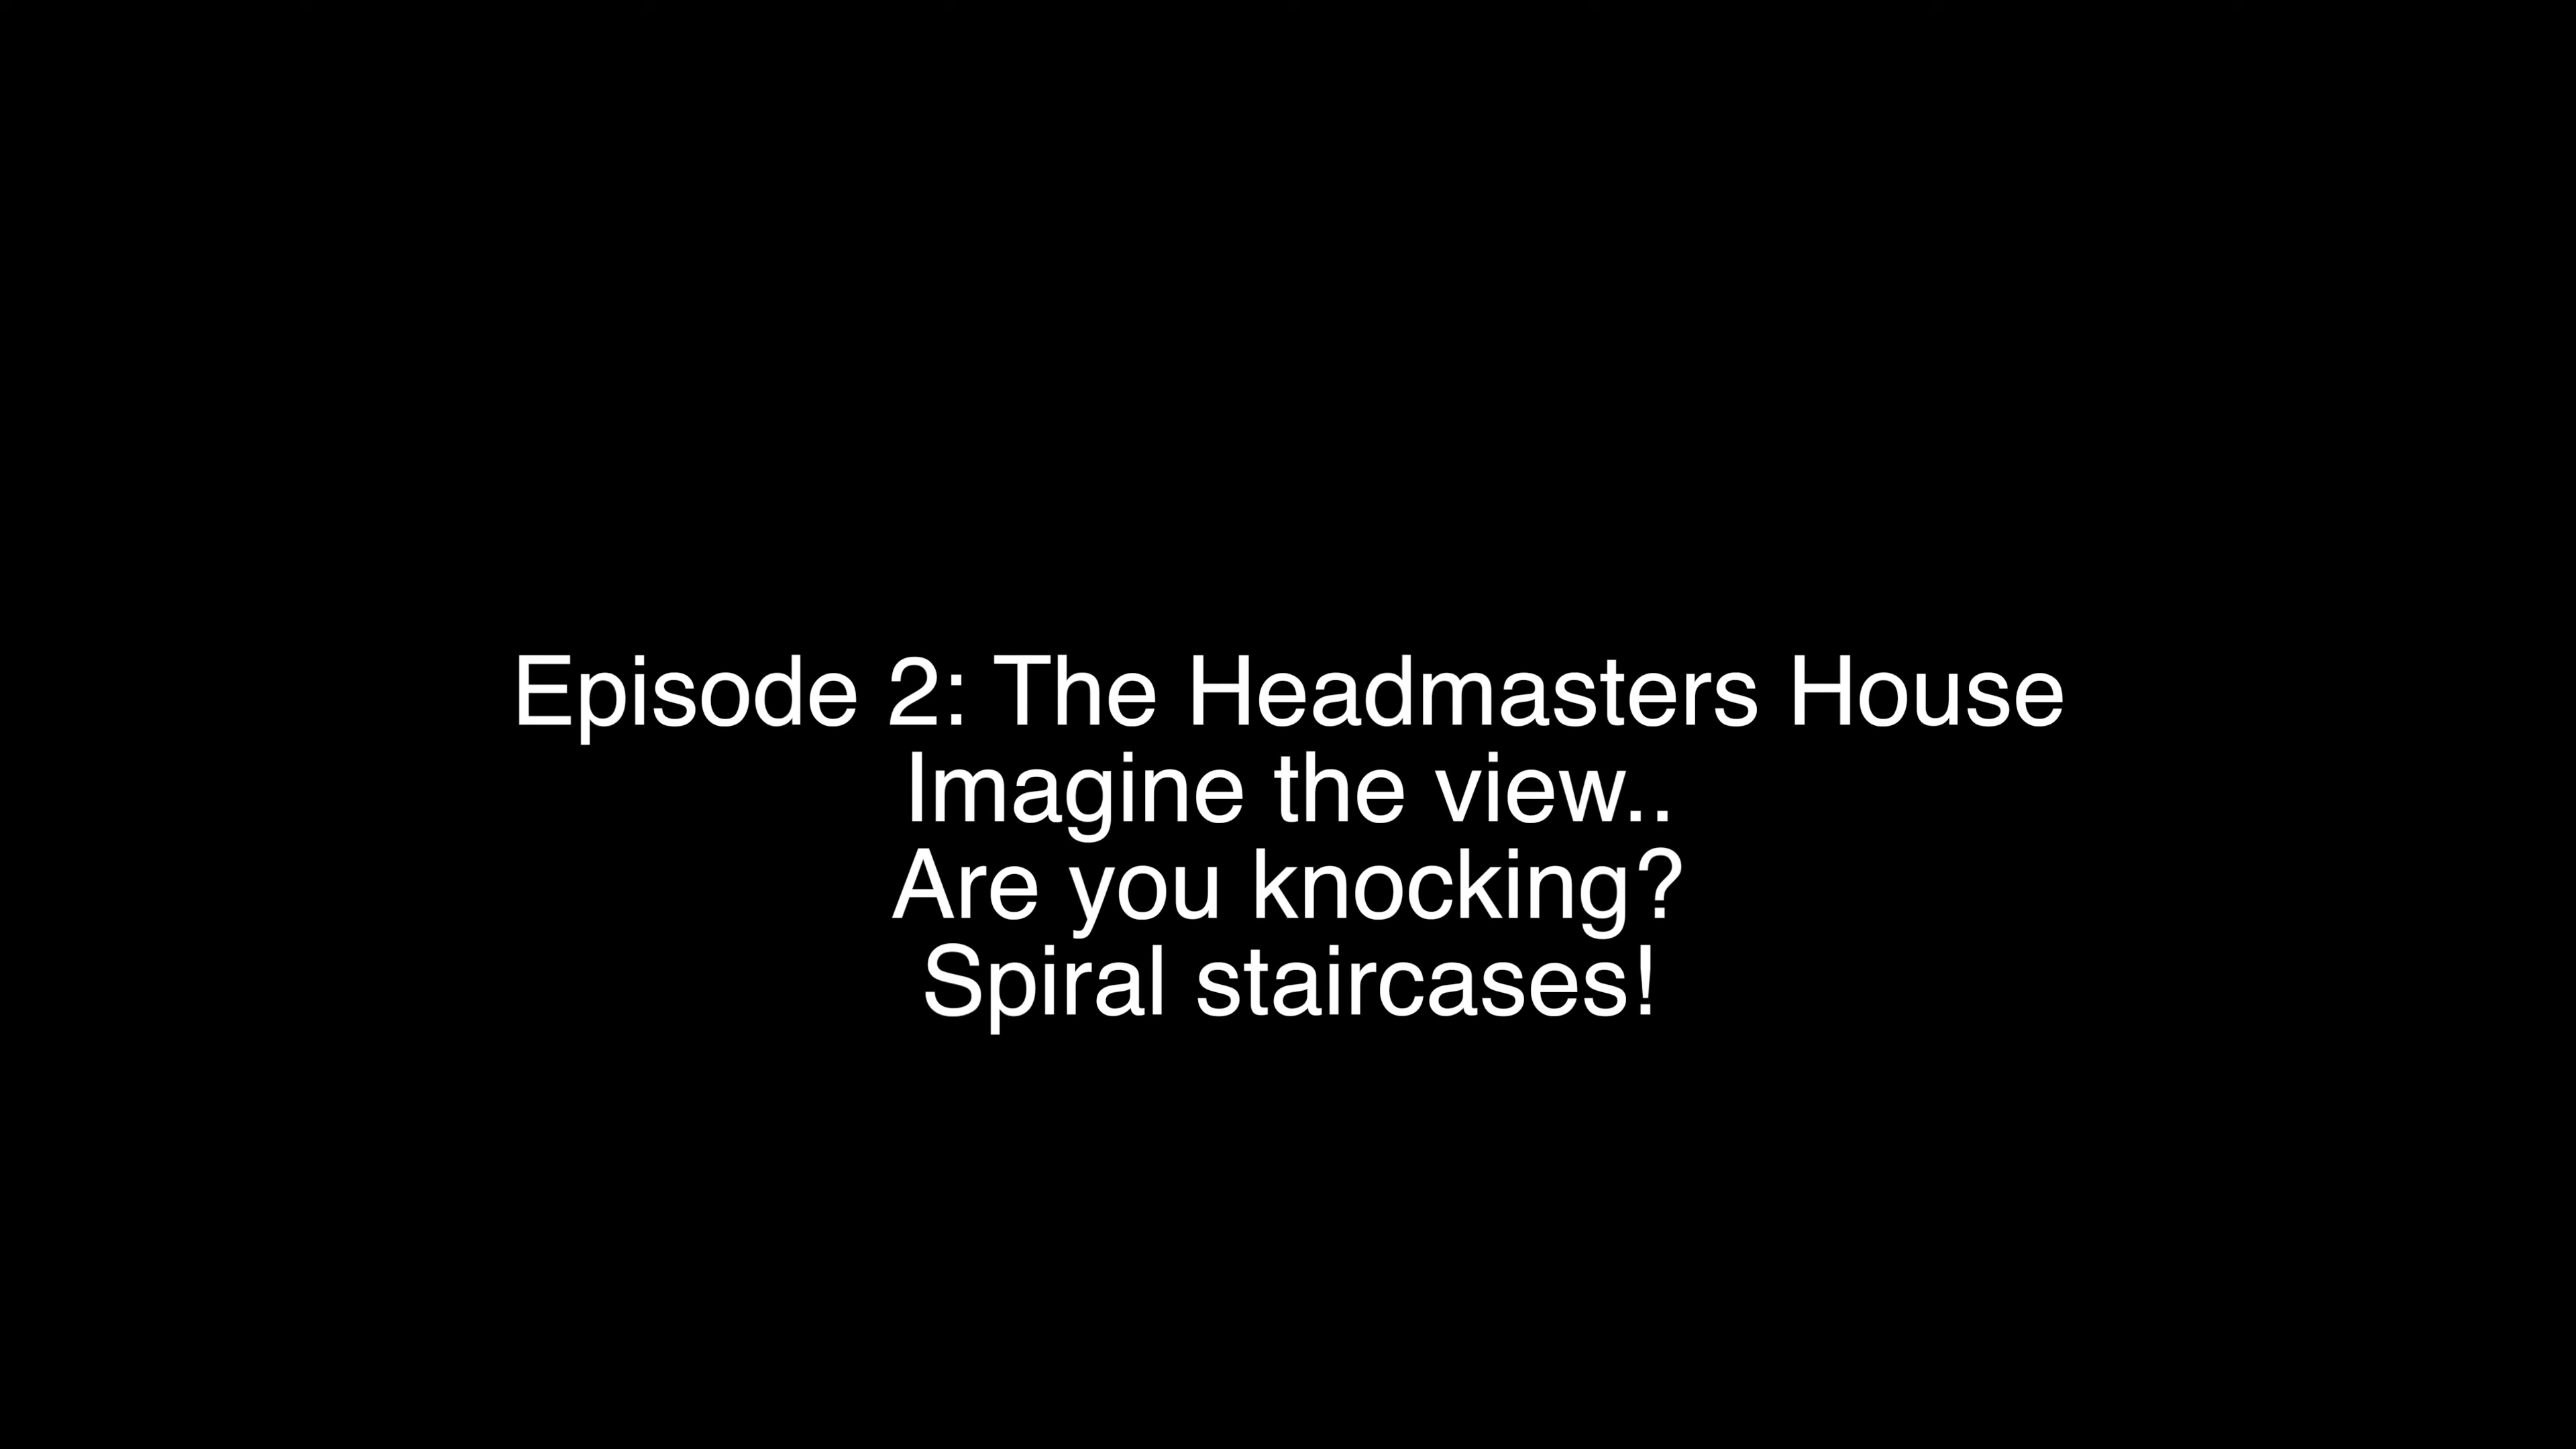 Episode 2: The Headmasters House
Imagine the view..
Are you knocking?
Spiral staircases!